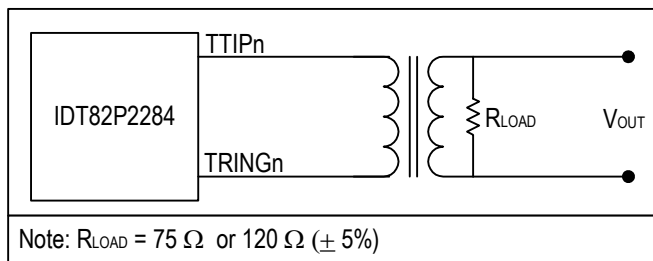 TTIPn
IDT82P2284
RLOAD
VOUT
TRINGn
Note: RLOAD = 75 Ω or 120 Ω (± 5%)